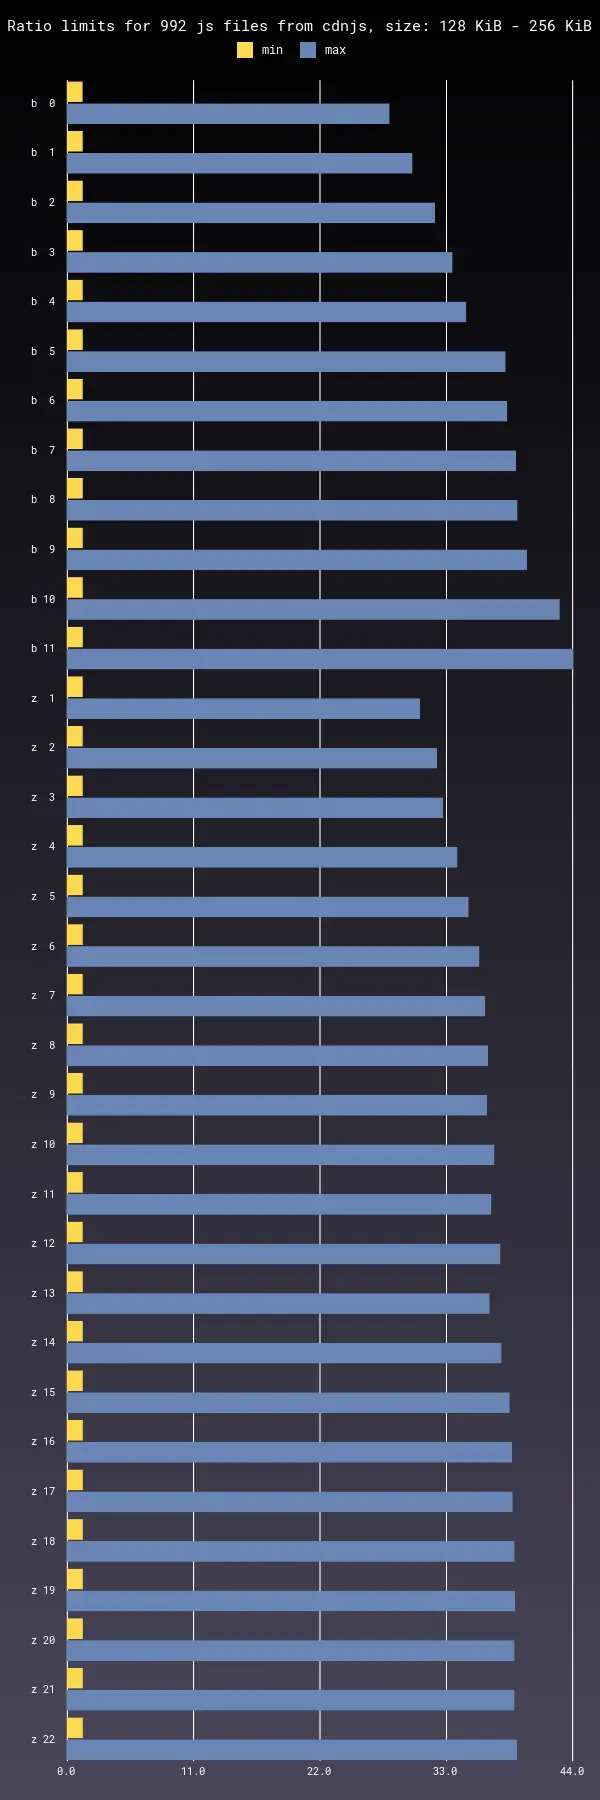 Ratio limits for 992 js files from cdnjs, size: 128 KiB - 256 KiB
min max
b 0
b 1
b 2
b 3
b 4
b 5
b 6
b 7
b 8
b 9
b 10
b 11
z 1
z 2
z 3
z 4
z 5
z 6
z 7
z 8
z 9
z 10
z 11
z 12
z 13
z 14
z 15
z 16
z 17
z 18
z 19
z 20
z 21
z 22
0.0 11.0 22.0 33.0 44.0